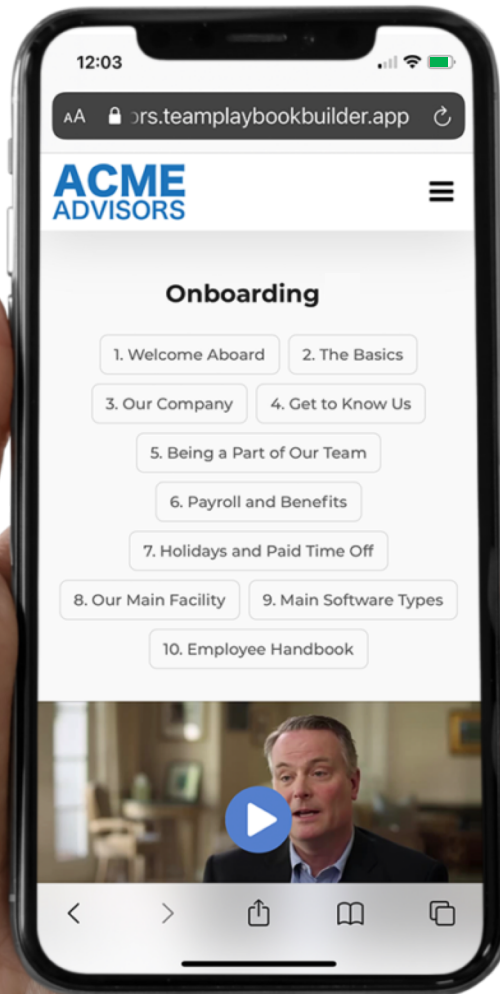 12:03
AA ors.teamplaybookbuilder.app
ACME
ADVISORS
Onboarding
1. Welcome Aboard 2. The Basics
3. Our Company 4. Get to Know Us
5. Being a Part of Our Team
6. Payroll and Benefits
7. Holidays and Paid Time Off
8. Our Main Facility 9. Main Software Types
10. Employee Handbook